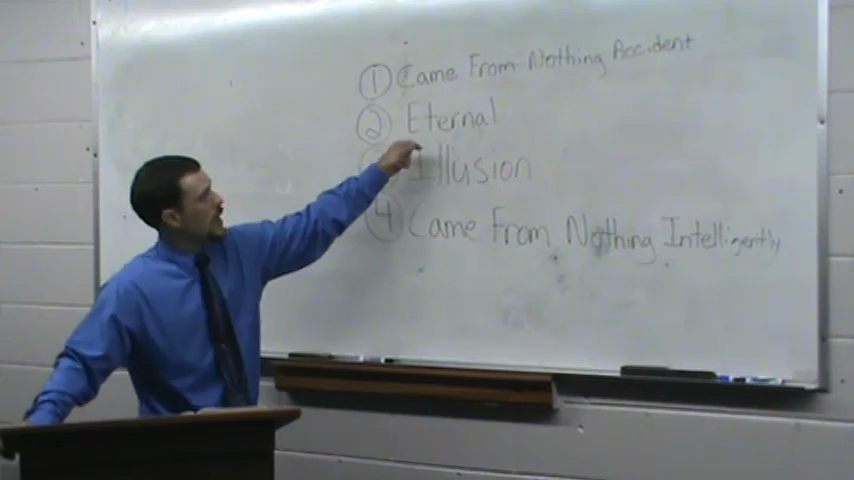 1 Came From Nothing Accident
2 Eternal
Illusion
4 Came From Nothing Intelligently